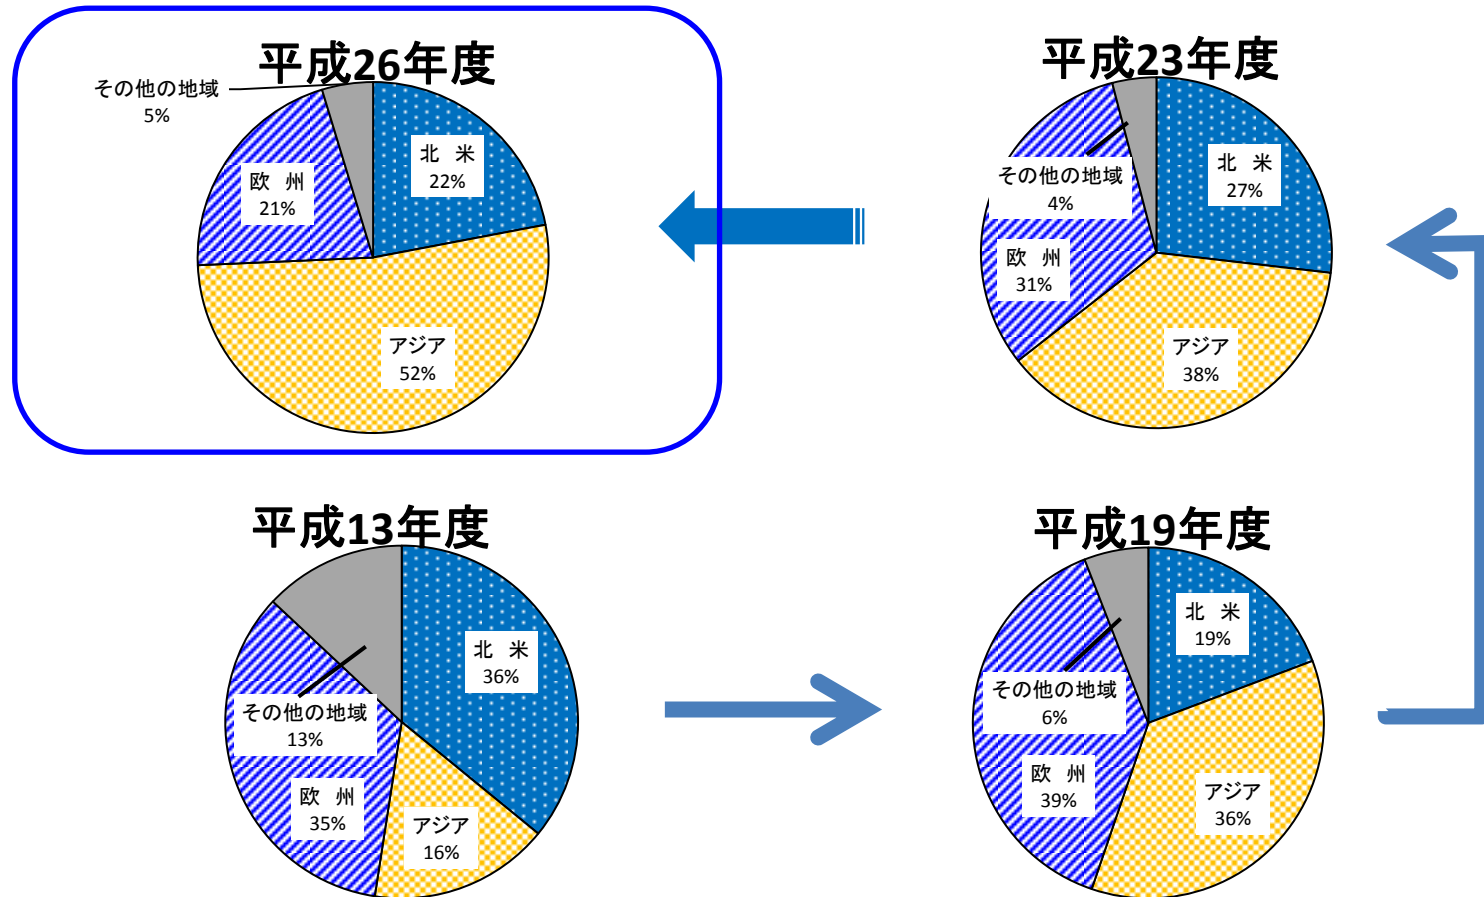 平成26年度
その他の地域
5%
北 米
22%
欧 州
21%
アジア
52%
平成23年度
北 米
27%
その他の地域
4%
欧 州
31%
アジア
38%
平成13年度
北 米
36%
その他の地域
13%
欧 州
35%
アジア
16%
平成19年度
北 米
19%
その他の地域
6%
欧 州
39%
アジア
36%